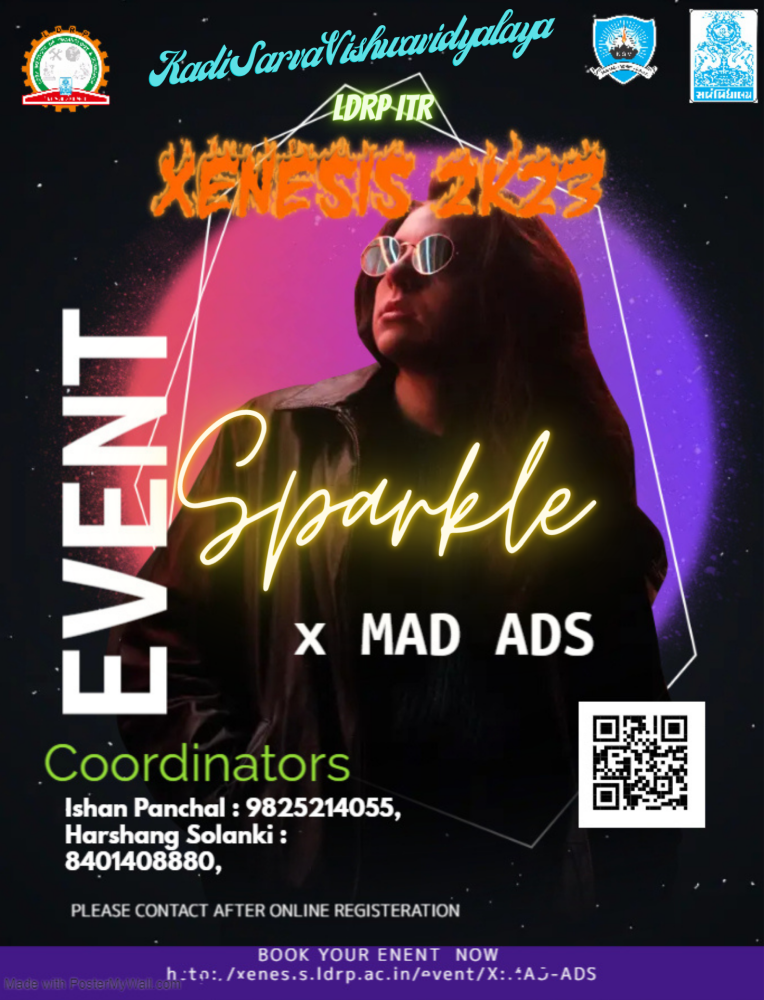 KadiSarvaVishwavidyalaya
LDRP-ITR
XENESIS 2K23
EVENT
Sparkle
x MAD ADS
Coordinators
Ishan Panchal : 9825214055,
Harshang Solanki :
8401408880,
PLEASE CONTACT AFTER ONLINE REGISTERATION
BOOK YOUR ENENT NOW
Made with PosterMyWall.com